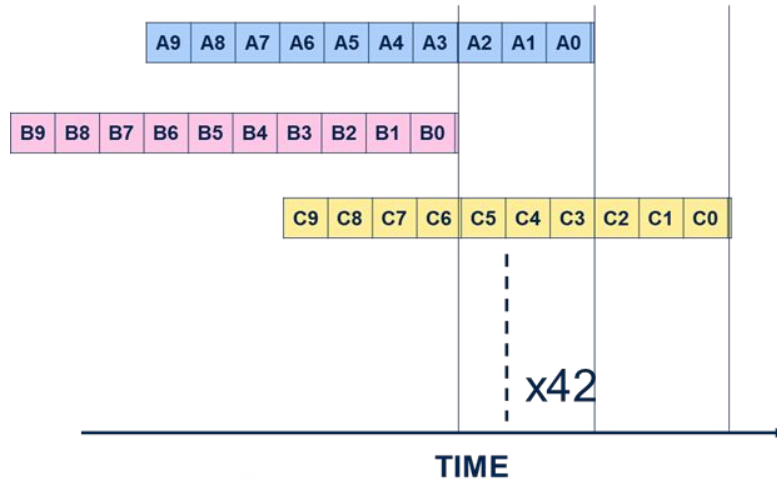 A9 A8 A7 A6 A5 A4 A3 A2 A1 A0
B9 B8 B7 B6 B5 B4 B3 B2 B1 B0
C9 C8 C7 C6 C5 C4 C3 C2 C1 C0
x42
TIME